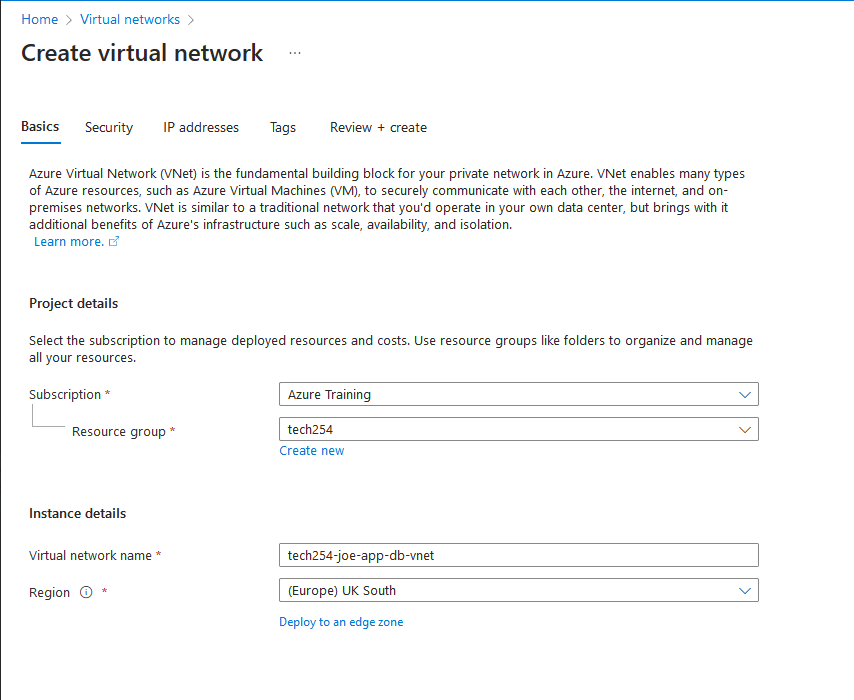 Home > Virtual networks >
Create virtual network ...
Basics Security IP addresses Tags Review + create
Azure Virtual Network (VNet) is the fundamental building block for your private network in Azure. VNet enables many types
of Azure resources, such as Azure Virtual Machines (VM), to securely communicate with each other, the internet, and on-
premises networks. VNet is similar to a traditional network that you'd operate in your own data center, but brings with it
additional benefits of Azure's infrastructure such as scale, availability, and isolation.
Learn more.
Project details
Select the subscription to manage deployed resources and costs. Use resource groups like folders to organize and manage
all your resources.
Subscription * Azure Training
Resource group * tech254
Create new
Instance details
Virtual network name * tech254-joe-app-db-vnet
Region * (Europe) UK South
Deploy to an edge zone